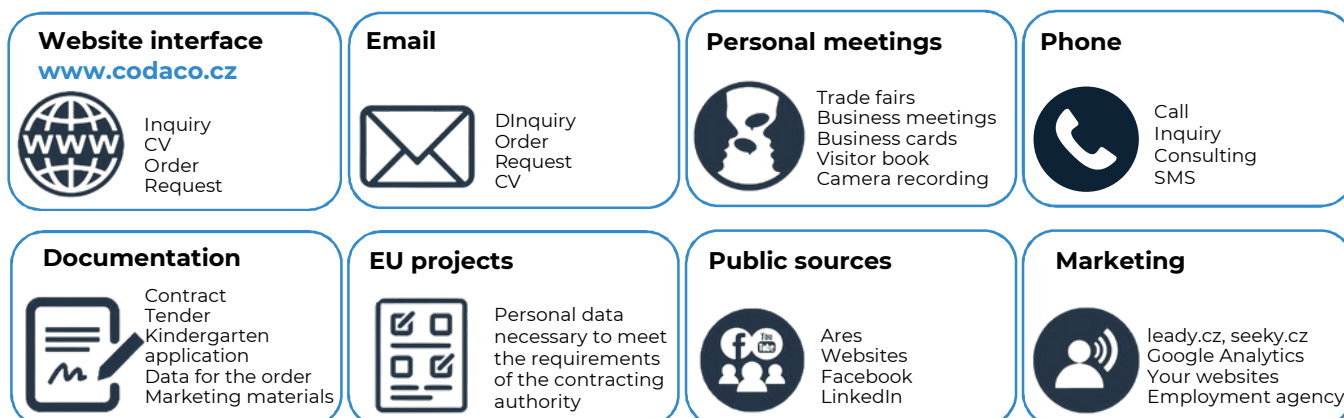 Website interface
www.codaco.cz
WWW
Inquiry
CV
Order
Request
Email
DInquiry
Order
Request
CV
Personal meetings
Trade fairs
Business meetings
Business cards
Visitor book
Camera recording
Phone
Call
Inquiry
Consulting
SMS
Documentation
Contract
Tender
Kindergarten
application
Data for the order
Marketing materials
EU projects
Personal data
necessary to meet
the requirements
of the contracting
authority
Public sources
f
You
Tube
Ares
Websites
Facebook
LinkedIn
Marketing
leady.cz, seeky.cz
Google Analytics
Your websites
Employment agency